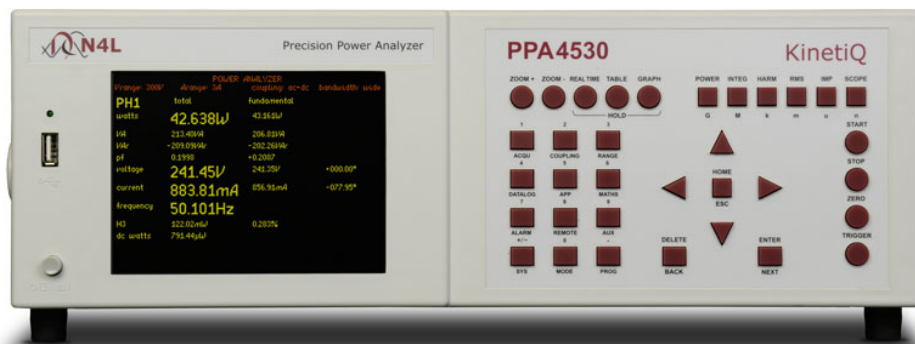 N4L
Precision Power Analyzer
POWER ANALYZER
Vrange: 300V Arange: 3A coupling: ac+dc bandwidth: wide
PH1 total fundamental
watts 42.638W 43.161W
VA 213.40VA 206.81VA
VAr -209.09VAr -202.26VAr
pf 0.1998 +0.2087
voltage 241.45V 241.35V +000.00°
current 883.81mA 856.91mA -077.95°
frequency 50.101Hz
H3 122.02mW 0.283%
dc watts 791.44µW
PPA4530
KinetiQ
ZOOM + ZOOM - REAL TIME TABLE GRAPH
HOLD
POWER INTEG HARM RMS IMP SCOPE
G M k m u n
1 2 3
ACQU COUPLING RANGE
4 5 6
DATALOG APP MATHS
7 8 9
ALARM REMOTE AUX
+/− 0 .
SYS MODE PROG
HOME
ESC
DELETE
BACK
ENTER
NEXT
START
STOP
ZERO
TRIGGER